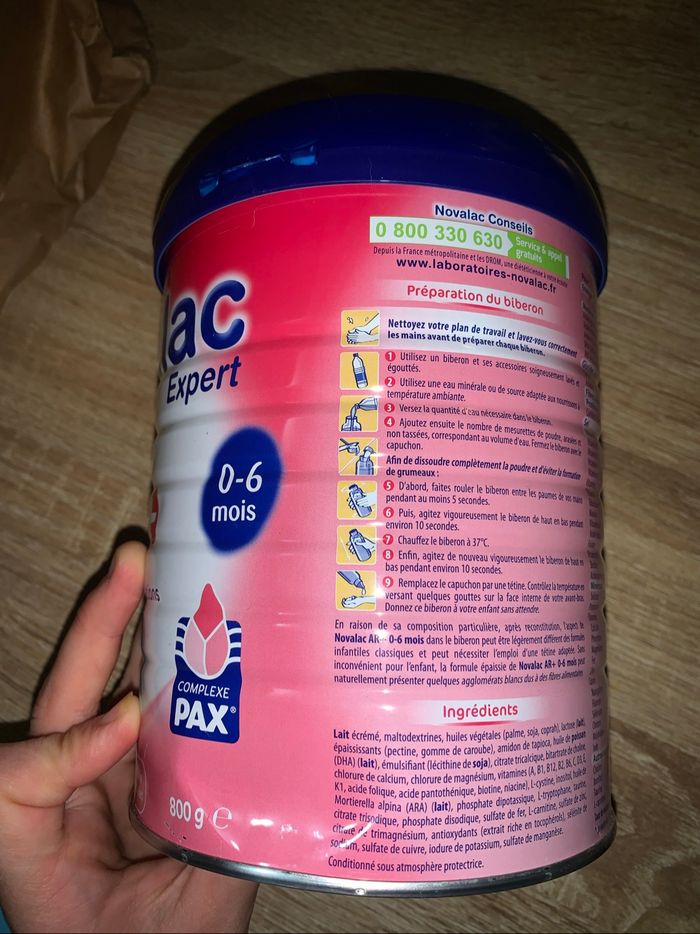 Novalac Conseils
0 800 330 630
Service & appel
gratuits
Depuis la France métropolitaine et les DROM, une diététicienne à votre écoute
www.laboratoires-novalac.fr
Préparation du biberon
lac
Expert
0-6
mois
COMPLEXE
PAX®
800 g e
Nettoyez votre plan de travail et lavez-vous correctement
les mains avant de préparer chaque biberon.
1 Utilisez un biberon et ses accessoires soigneusement lavés et
égouttés.
2 Utilisez une eau minérale ou de source adaptée aux nourrissons à
température ambiante.
3 Versez la quantité d'eau nécessaire dans le biberon.
4 Ajoutez ensuite le nombre de mesurettes de poudre, arasées et
non tassées, correspondant au volume d'eau. Fermez le biberon avec le
capuchon.
Afin de dissoudre complètement la poudre et d'éviter la formation
de grumeaux :
5 D'abord, faites rouler le biberon entre les paumes de vos mains
pendant au moins 5 secondes.
6 Puis, agitez vigoureusement le biberon de haut en bas pendant
environ 10 secondes.
7 Chauffez le biberon à 37°C.
8 Enfin, agitez de nouveau vigoureusement le biberon de haut en
bas pendant environ 10 secondes.
9 Remplacez le capuchon par une tétine. Contrôlez la température en
versant quelques gouttes sur la face interne de votre avant-bras.
Donnez ce biberon à votre enfant sans attendre.
En raison de sa composition particulière, après reconstitution, l'aspect de
Novalac AR+ 0-6 mois dans le biberon peut être légèrement différent des formules
infantiles classiques et peut nécessiter l'emploi d'une tétine adaptée. Sans
inconvénient pour l'enfant, la formule épaissie de Novalac AR+ 0-6 mois peut
naturellement présenter quelques agglomérats blancs dus à des fibres alimentaires
Ingrédients
Lait écrémé, maltodextrines, huiles végétales (palme, soja, coprah), lactose (lait),
épaississants (pectine, gomme de caroube), amidon de tapioca, huile de poisson
(DHA) (lait), émulsifiant (lécithine de soja), citrate tricalcique, bitartrate de choline,
chlorure de calcium, chlorure de magnésium, vitamines (A, B1, B12, B2, B6, C, D3, E,
K1, acide folique, acide pantothénique, biotine, niacine), L-cystine, inositol, huile de
Mortierella alpina (ARA) (lait), phosphate dipotassique, L-tryptophane, taurine,
citrate trisodique, phosphate disodique, sulfate de fer, L-carnitine, sulfate de zinc,
citrate de trimagnésium, antioxydants (extrait riche en tocophérols), sélénite de
sodium, sulfate de cuivre, iodure de potassium, sulfate de manganèse.
Conditionné sous atmosphère protectrice.